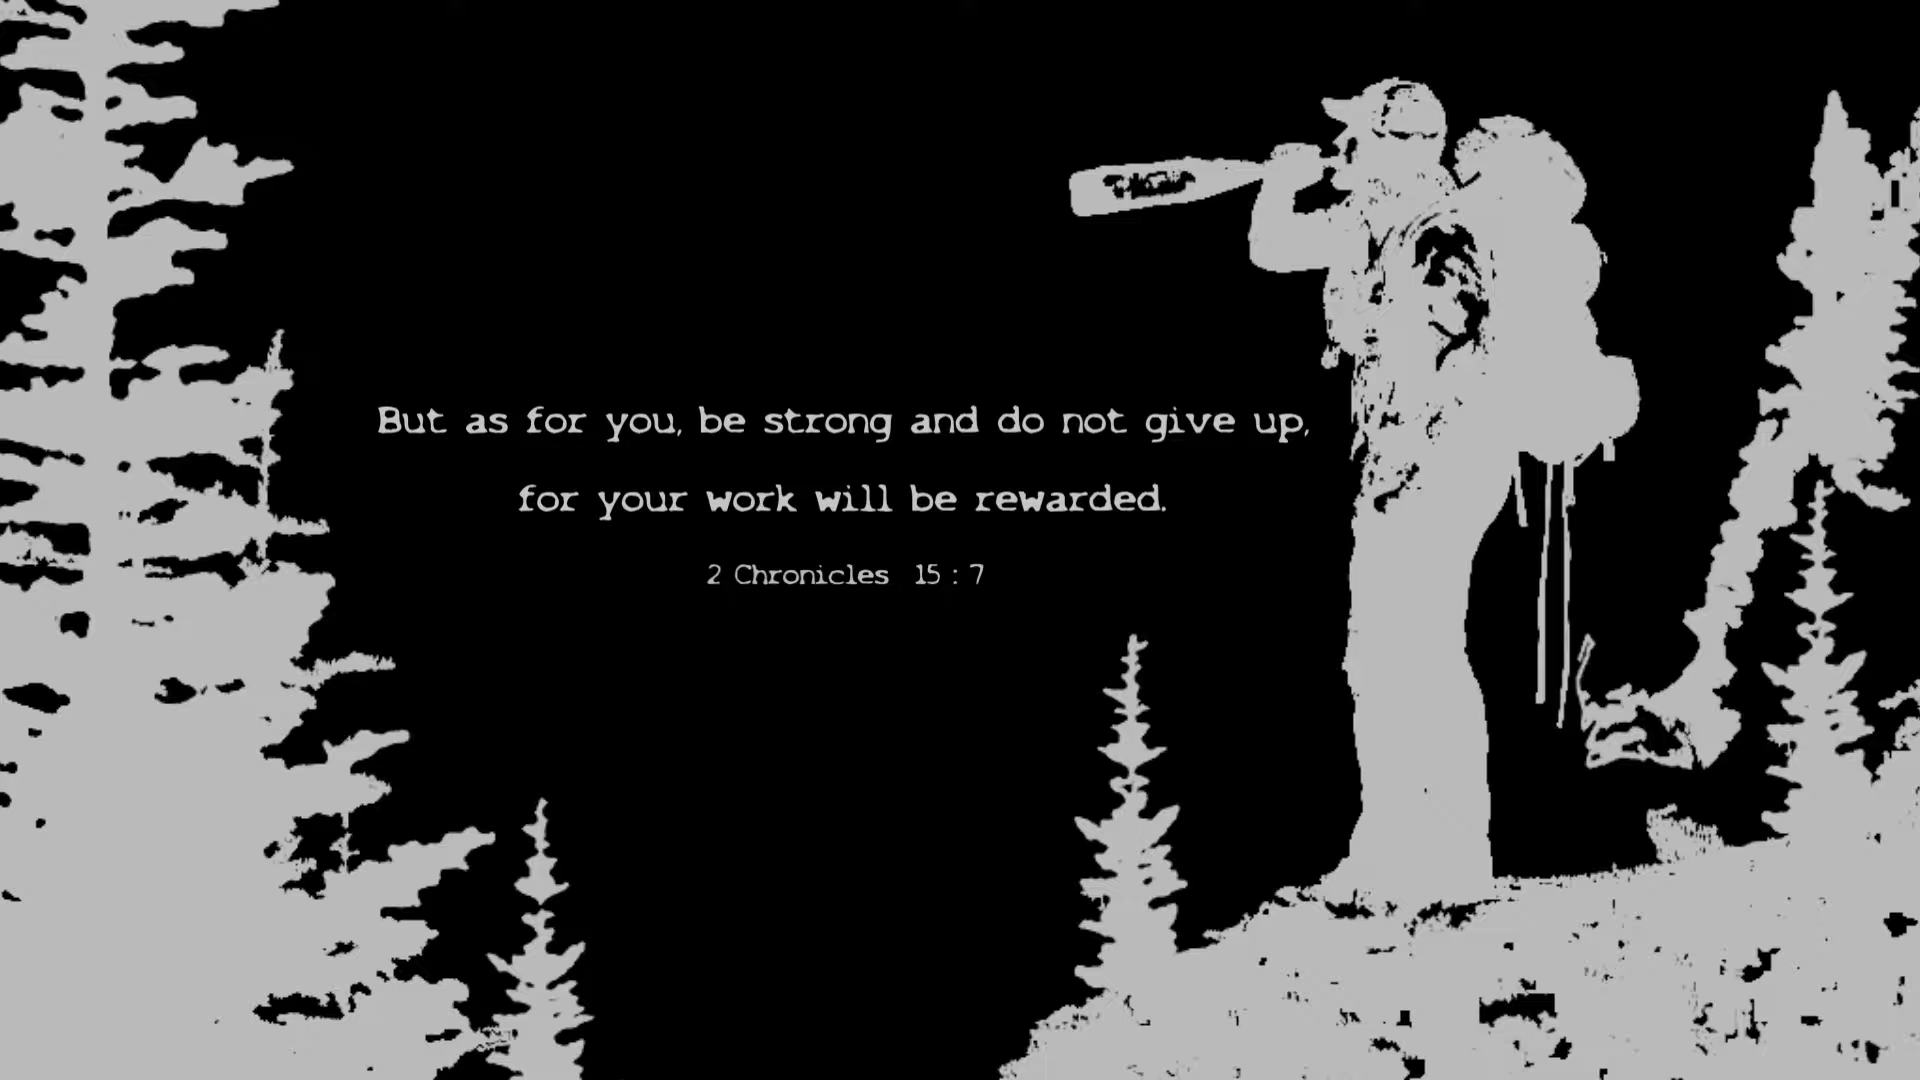 But as for you, be strong and do not give up,
for your work will be rewarded.
2 Chronicles 15 : 7